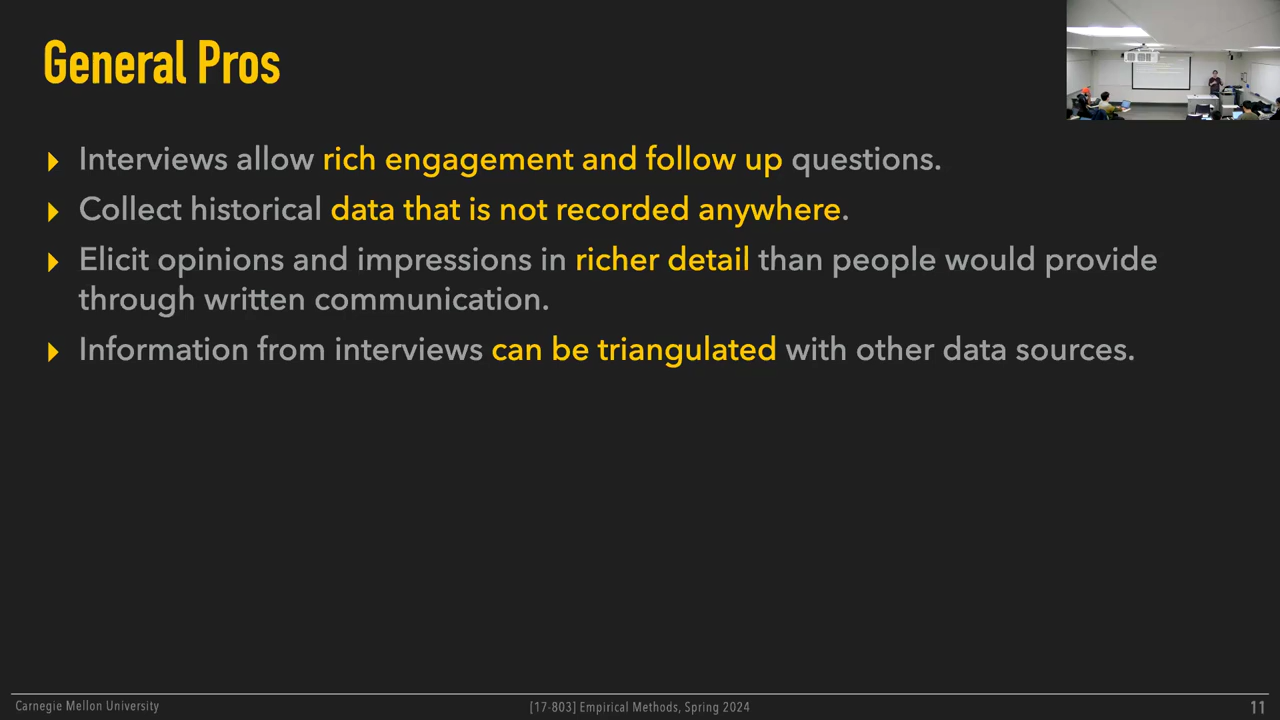 General Pros
Interviews allow rich engagement and follow up questions.
Collect historical data that is not recorded anywhere.
Elicit opinions and impressions in richer detail than people would provide
through written communication.
Information from interviews can be triangulated with other data sources.
Carnegie Mellon University
[17-803] Empirical Methods, Spring 2024
11